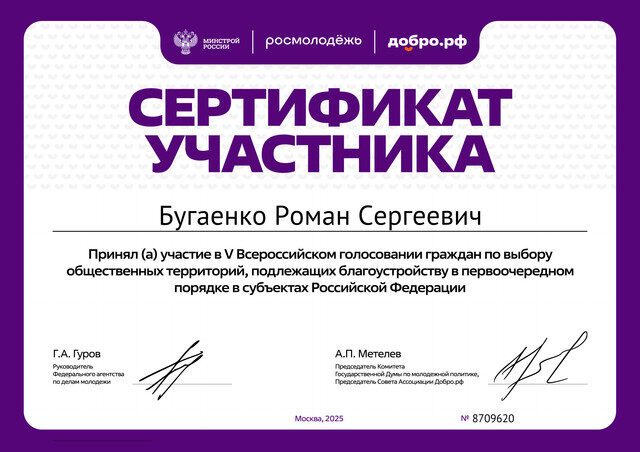 МИНСТРОЙ
РОССИИ
росмолодёжь
добро.рф
СЕРТИФИКАТ
УЧАСТНИКА
Бугаенко Роман Сергеевич
Принял (а) участие в V Всероссийском голосовании граждан по выбору
общественных территорий, подлежащих благоустройству в первоочередном
порядке в субъектах Российской Федерации
Г.А. Гуров
Руководитель
Федерального агентства
по делам молодежи
А.П. Метелев
Председатель Комитета
Государственной Думы по молодежной политике,
Председатель Совета Ассоциации Добро.рф
Москва, 2025
№ 8709620